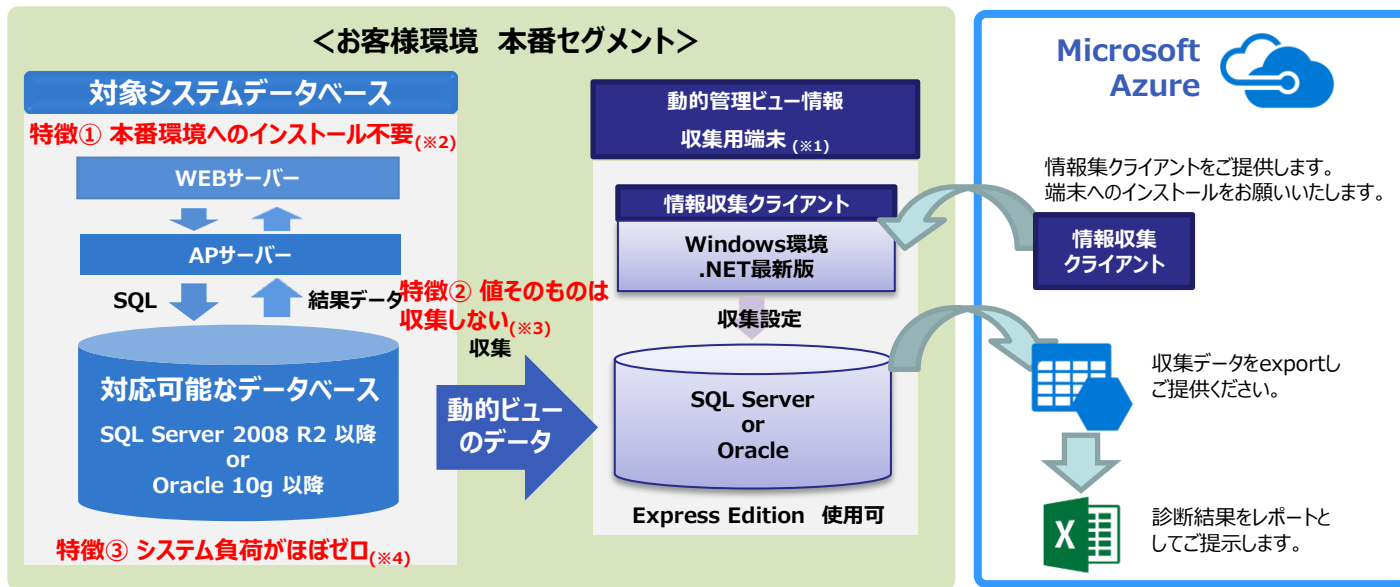 ＜お客様環境 本番セグメント＞
対象システムデータベース
特徴① 本番環境へのインストール不要(※2)
WEBサーバー
APサーバー
SQL
結果データ
対応可能なデータベース
SQL Server 2008 R2 以降
or
Oracle 10g 以降
特徴③ システム負荷がほぼゼロ(※4)
特徴② 値そのものは
収集しない(※3)
収集
動的ビュー
のデータ
動的管理ビュー情報
収集用端末 (※1)
情報収集クライアント
Windows環境
.NET最新版
収集設定
SQL Server
or
Oracle
Express Edition 使用可
Microsoft
Azure
情報集クライアントをご提供します。
端末へのインストールをお願いいたします。
情報収集
クライアント
収集データをexportし
ご提供ください。
X
診断結果をレポートと
してご提示します。